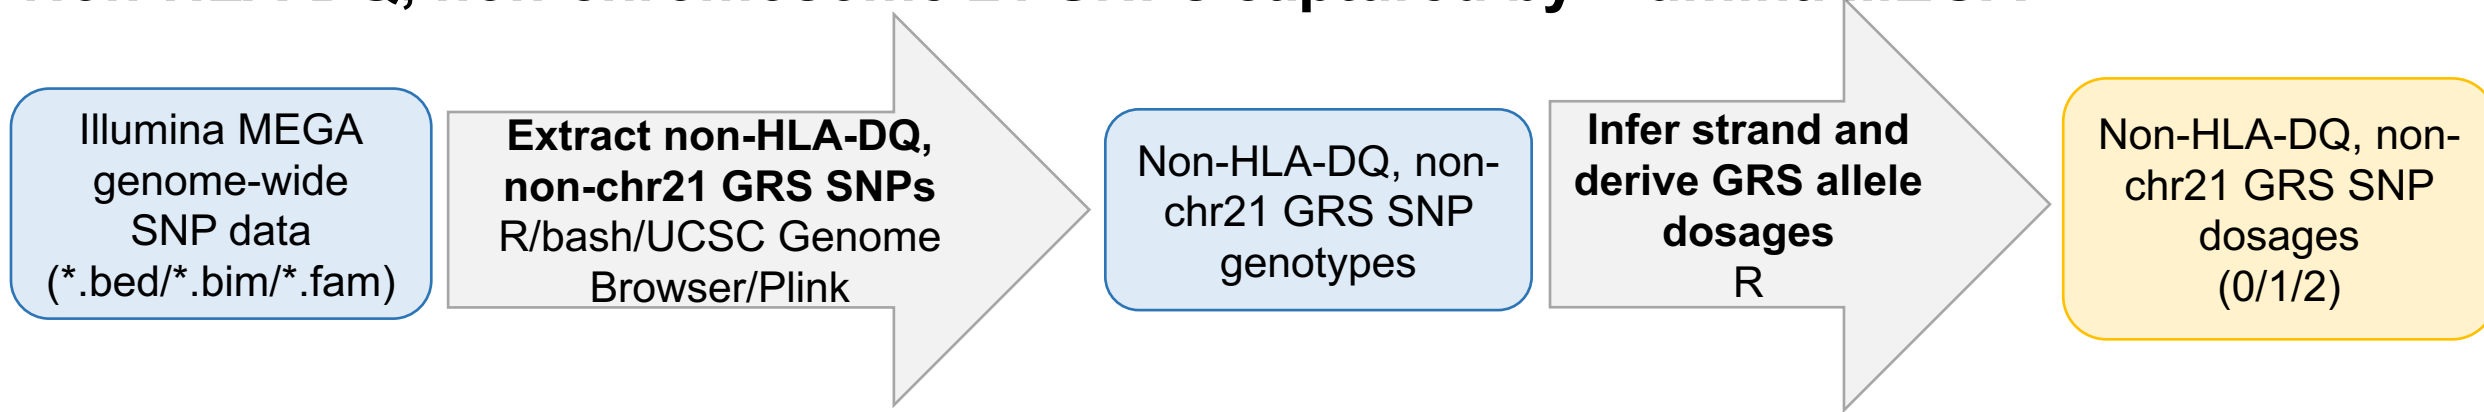 Illumina MEGA
genome-wide
SNP data
(*.bed/*.bim/*.fam)
Extract non-HLA-DQ,
non-chr21 GRS SNPs
R/bash/UCSC Genome
Browser/Plink
Non-HLA-DQ, non-
chr21 GRS SNP
genotypes
Infer strand and
derive GRS allele
dosages
R
Non-HLA-DQ, non-
chr21 GRS SNP
dosages
(0/1/2)